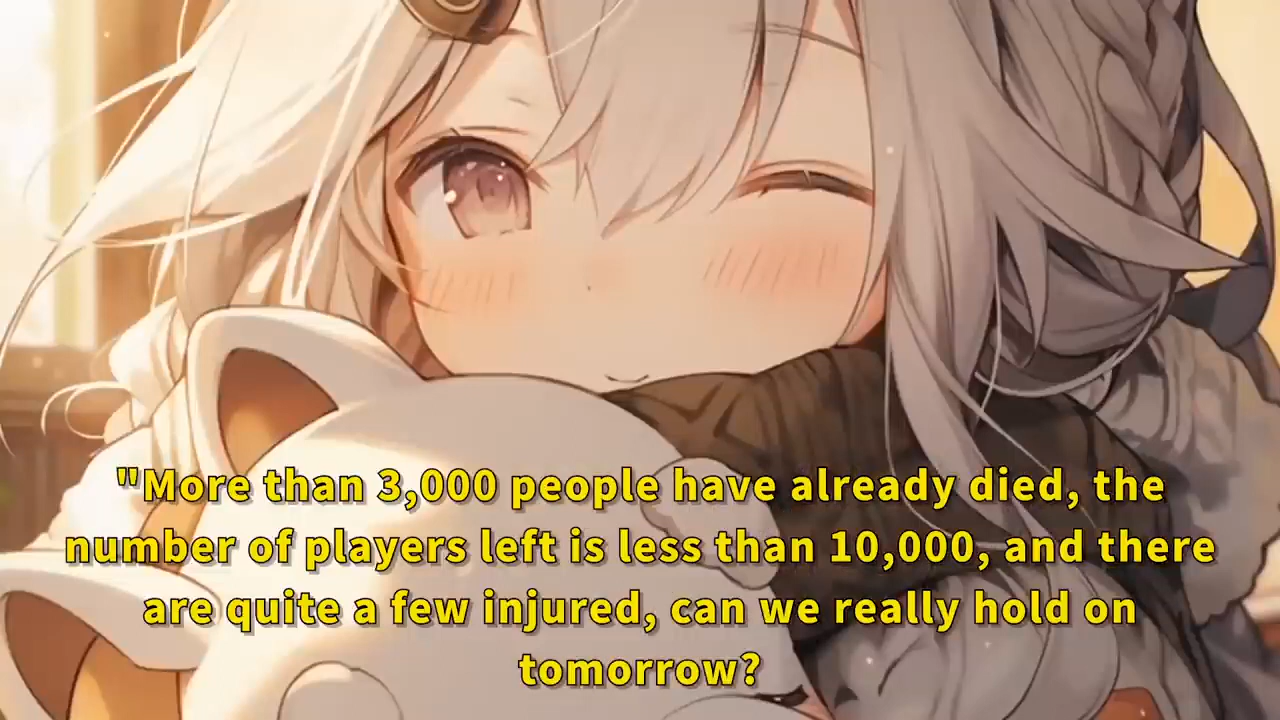 "More than 3,000 people have already died, the
number of players left is less than 10,000, and there
are quite a few injured, can we really hold on
tomorrow?